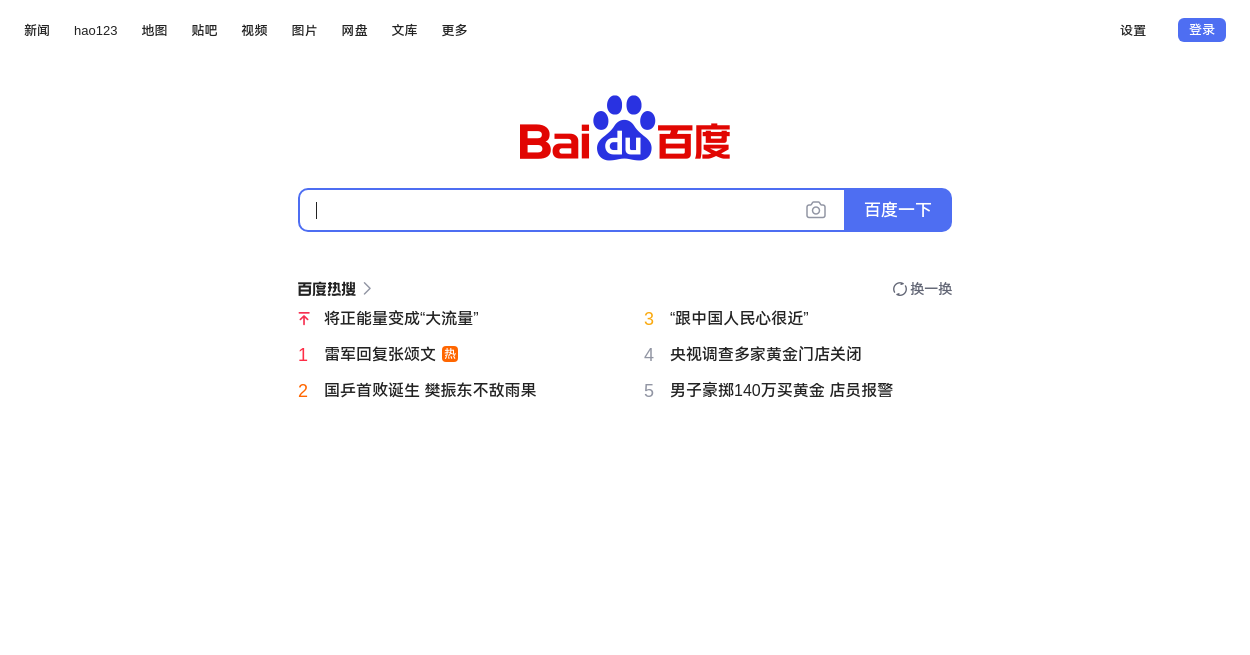 新闻 hao123 地图 贴吧 视频 图片 网盘 文库 更多 设置 登录
Bai du 百度
百度一下
百度热搜 换一换
将正能量变成“大流量”
3 “跟中国人民心很近”
1 雷军回复张颂文 热
4 央视调查多家黄金门店关闭
2 国乒首败诞生 樊振东不敌雨果
5 男子豪掷140万买黄金 店员报警